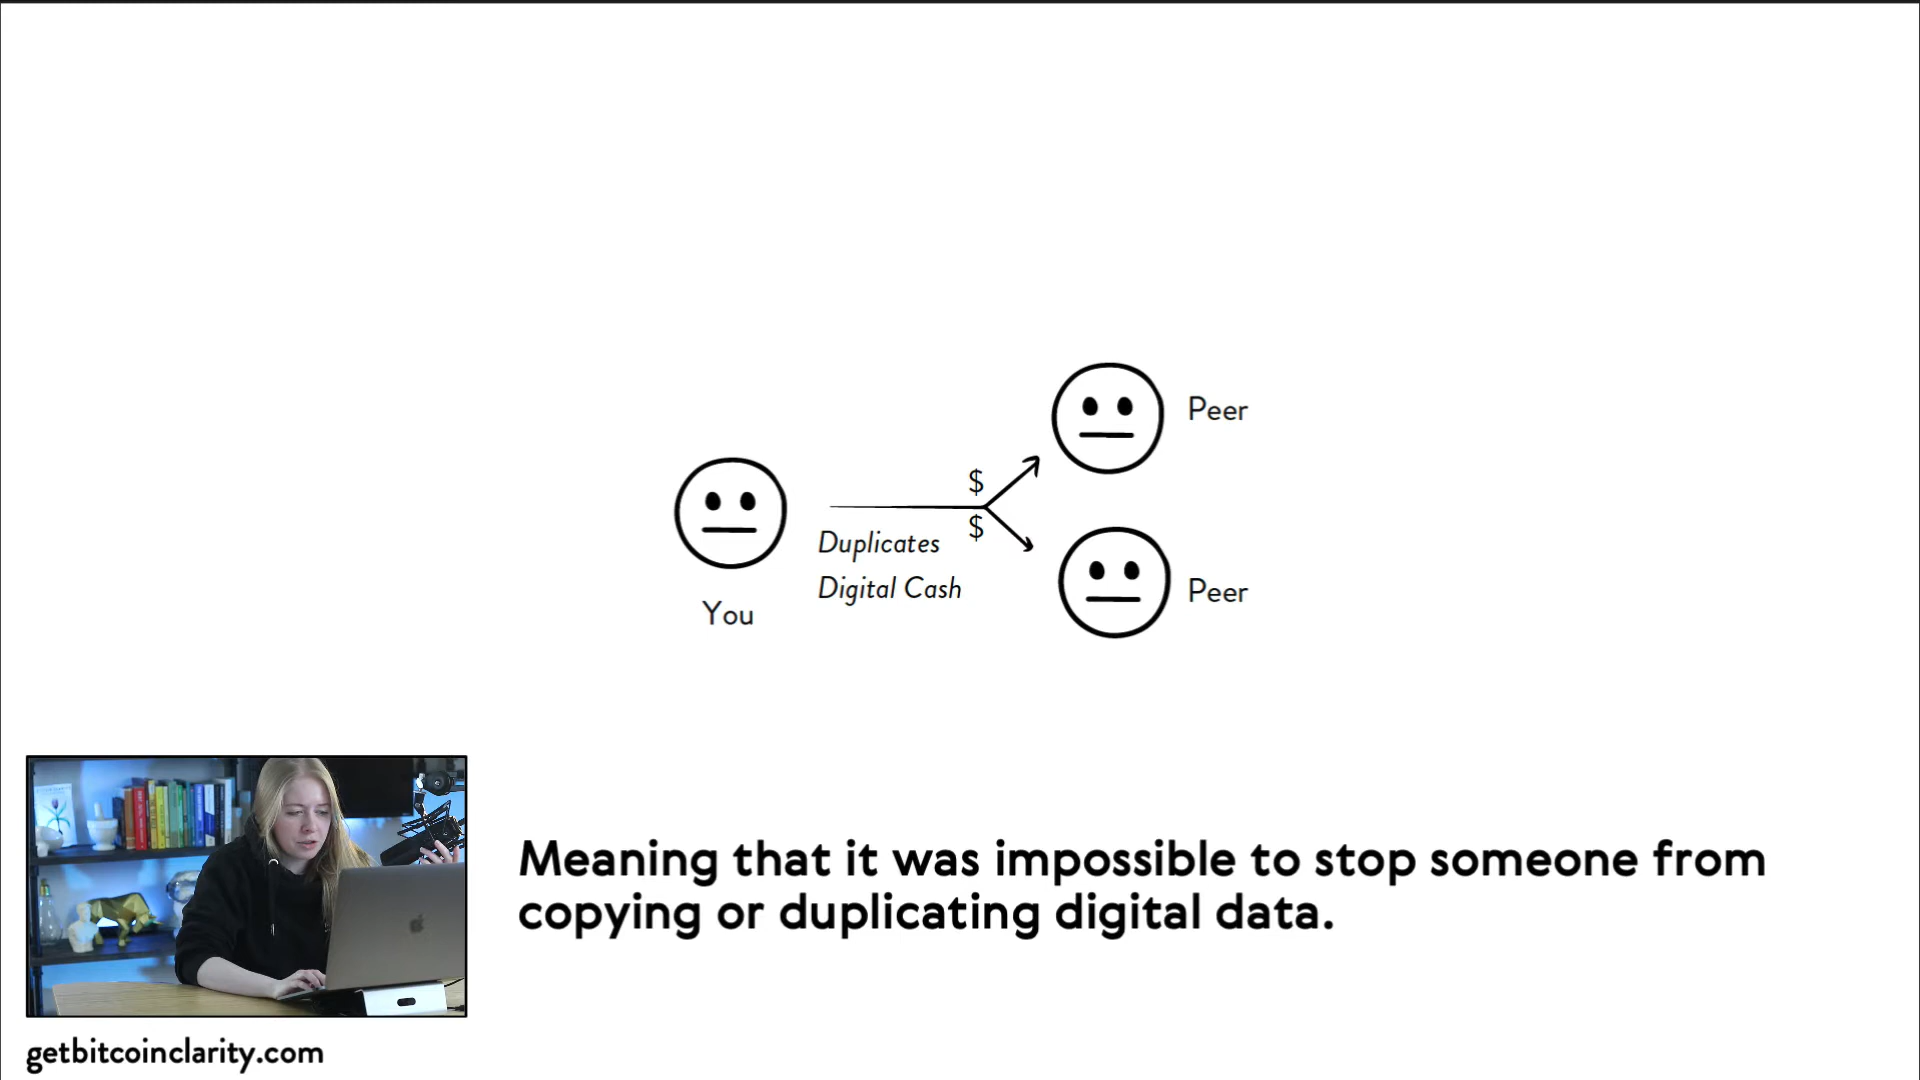 Peer
$
$
Duplicates
Digital Cash
Peer
You
Meaning that it was impossible to stop someone from
copying or duplicating digital data.
getbitcoinclarity.com